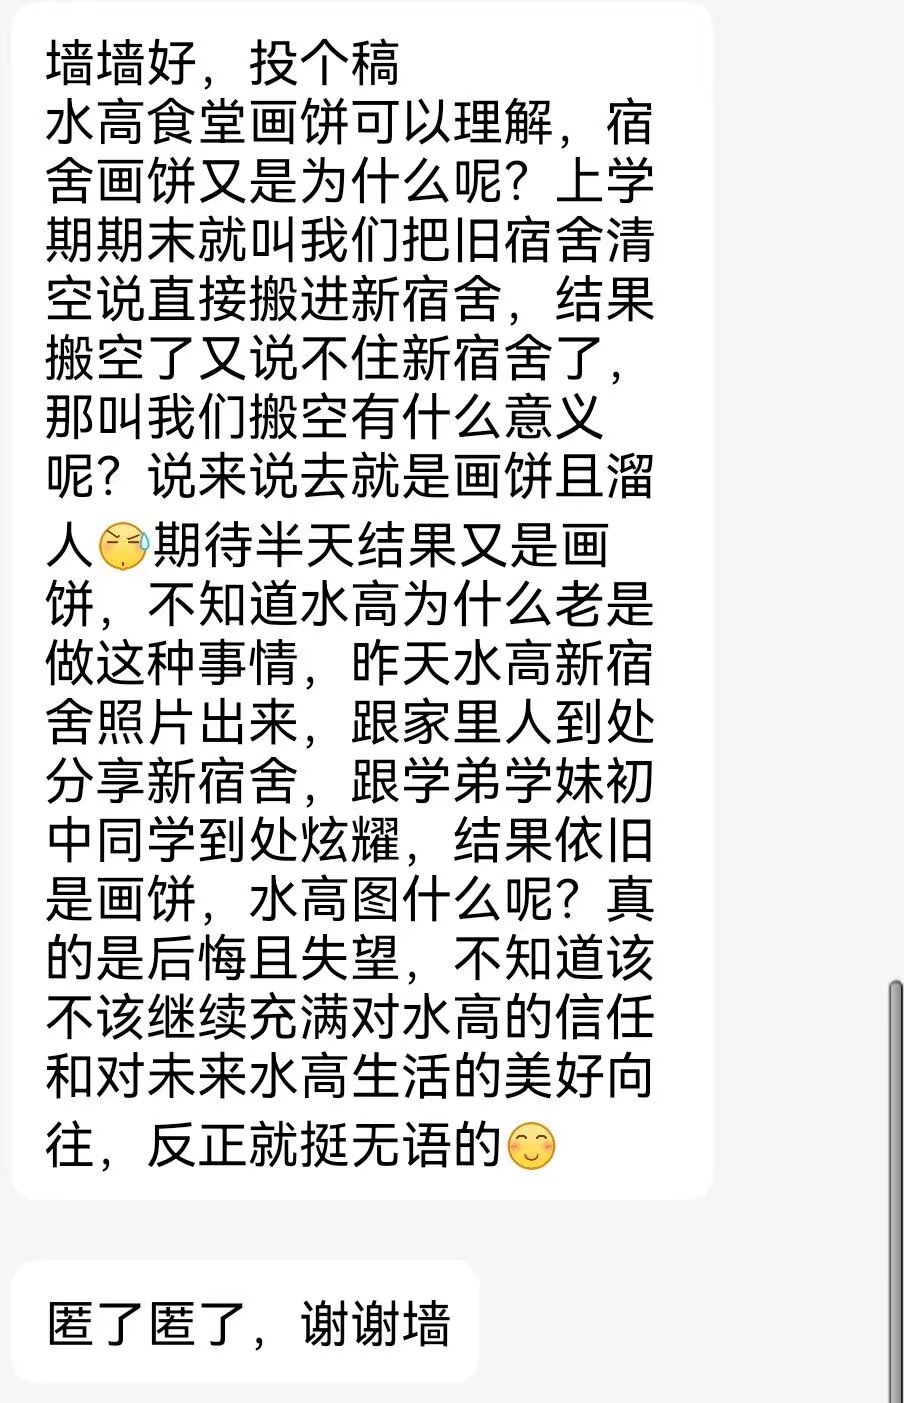 墙墙好，投个稿
水高食堂画饼可以理解，宿
舍画饼又是为什么呢？上学
期期末就叫我们把旧宿舍清
空说直接搬进新宿舍，结果
搬空了又说不住新宿舍了，
那叫我们搬空有什么意义
呢？说来说去就是画饼且溜
人期待半天结果又是画
饼，不知道水高为什么老是
做这种事情，昨天水高新宿
舍照片出来，跟家里人到处
分享新宿舍，跟学弟学妹初
中同学到处炫耀，结果依旧
是画饼，水高图什么呢？真
的是后悔且失望，不知道该
不该继续充满对水高的信任
和对未来水高生活的美好向
往，反正就挺无语的
匿了匿了，谢谢墙